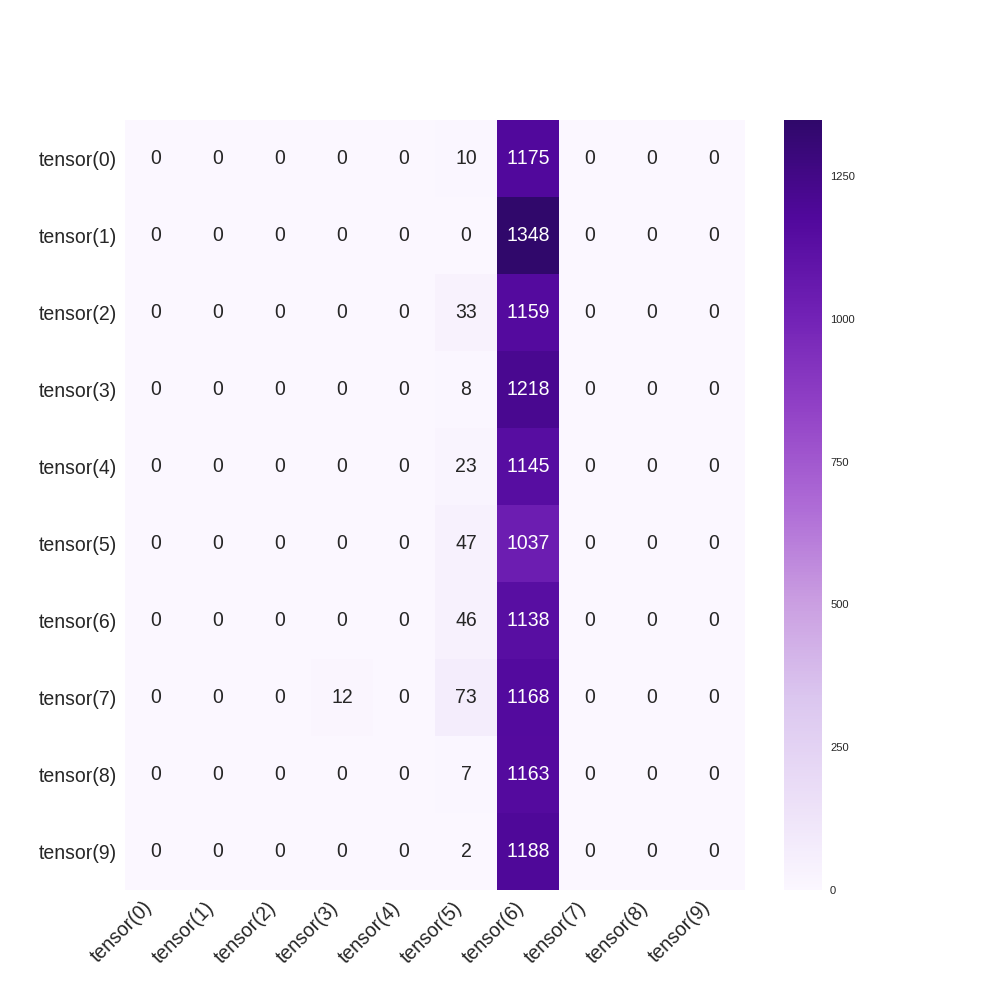 tensor(0) 0 0 0 0 0 10 1175 0 0 0
tensor(1) 0 0 0 0 0 0 1348 0 0 0
tensor(2) 0 0 0 0 0 33 1159 0 0 0
tensor(3) 0 0 0 0 0 8 1218 0 0 0
tensor(4) 0 0 0 0 0 23 1145 0 0 0
tensor(5) 0 0 0 0 0 47 1037 0 0 0
tensor(6) 0 0 0 0 0 46 1138 0 0 0
tensor(7) 0 0 0 12 0 73 1168 0 0 0
tensor(8) 0 0 0 0 0 7 1163 0 0 0
tensor(9) 0 0 0 0 0 2 1188 0 0 0
tensor(0) tensor(1) tensor(2) tensor(3) tensor(4) tensor(5) tensor(6) tensor(7) tensor(8) tensor(9)
1250
1000
750
500
250
0